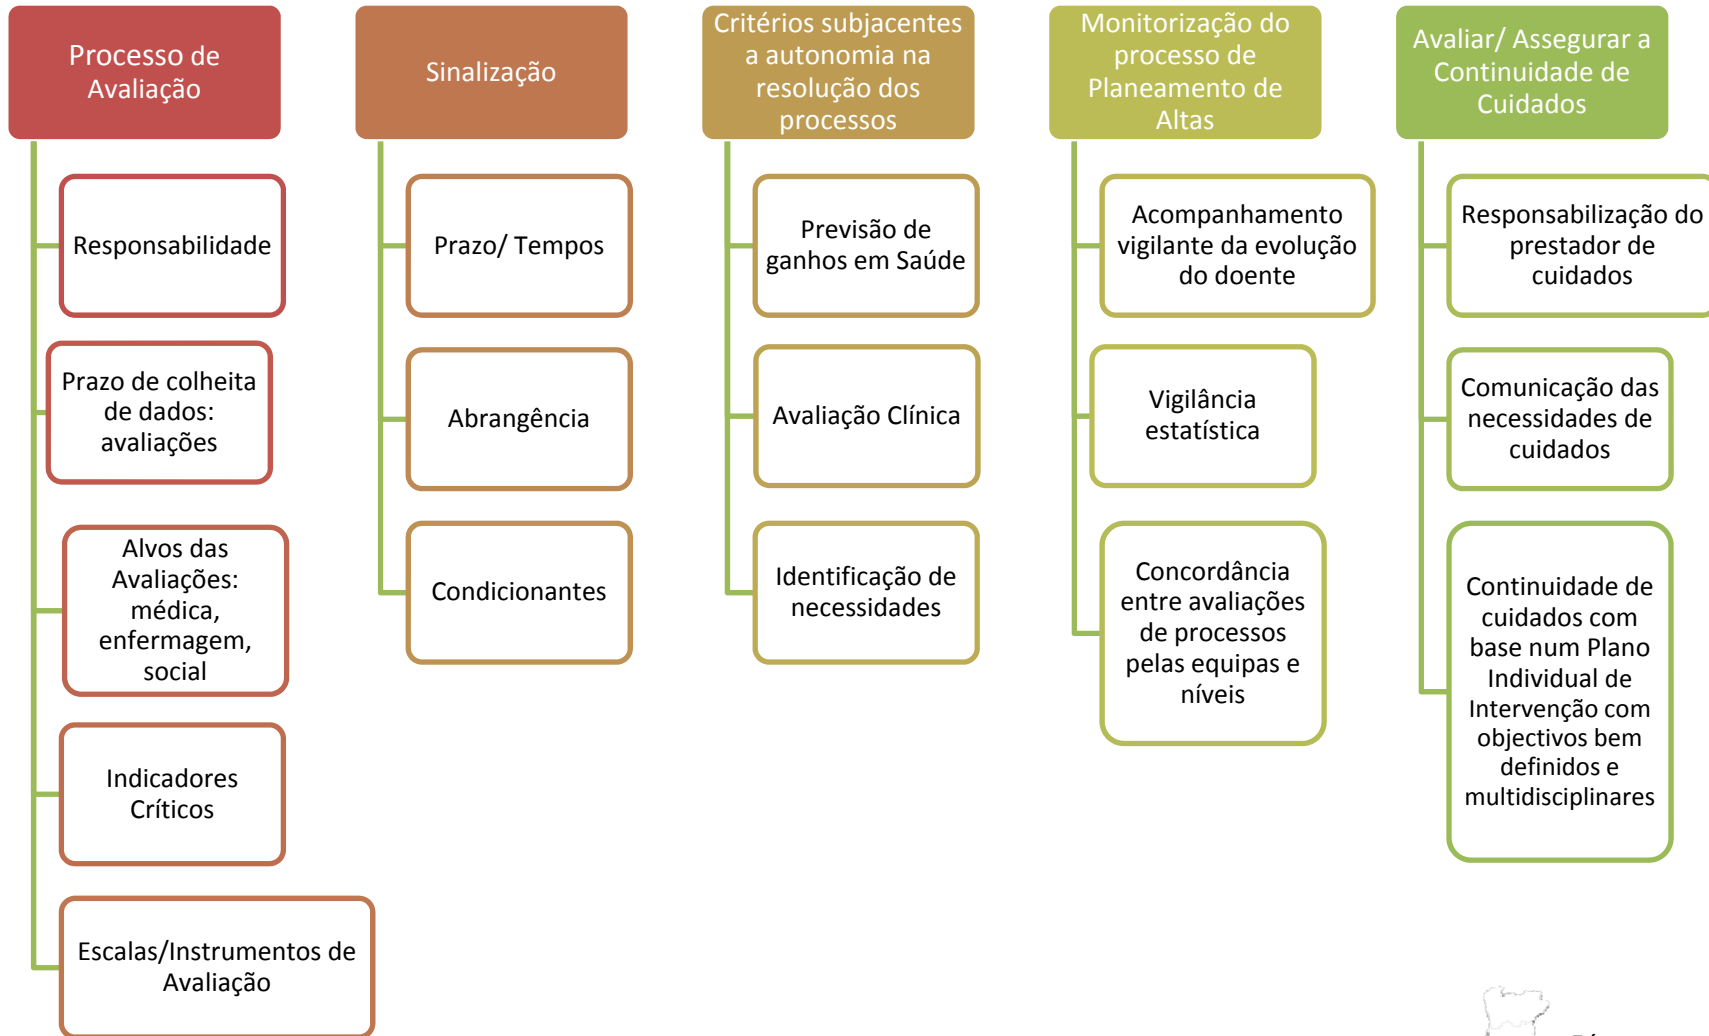 Processo de
Avaliação
Responsabilidade
Prazo de colheita
de dados:
avaliações
Alvos das
Avaliações:
médica,
enfermagem,
social
Indicadores
Críticos
Escalas/Instrumentos de
Avaliação
Sinalização
Prazo/ Tempos
Abrangência
Condicionantes
Critérios subjacentes
a autonomia na
resolução dos
processos
Previsão de
ganhos em Saúde
Avaliação Clínica
Identificação de
necessidades
Monitorização do
processo de
Planeamento de
Altas
Acompanhamento
vigilante da evolução
do doente
Vigilância
estatística
Concordância
entre avaliações
de processos
pelas equipas e
níveis
Avaliar/ Assegurar a
Continuidade de
Cuidados
Responsabilização do
prestador de
cuidados
Comunicação das
necessidades de
cuidados
Continuidade de
cuidados com
base num Plano
Individual de
Intervenção com
objectivos bem
definidos e
multidisciplinares